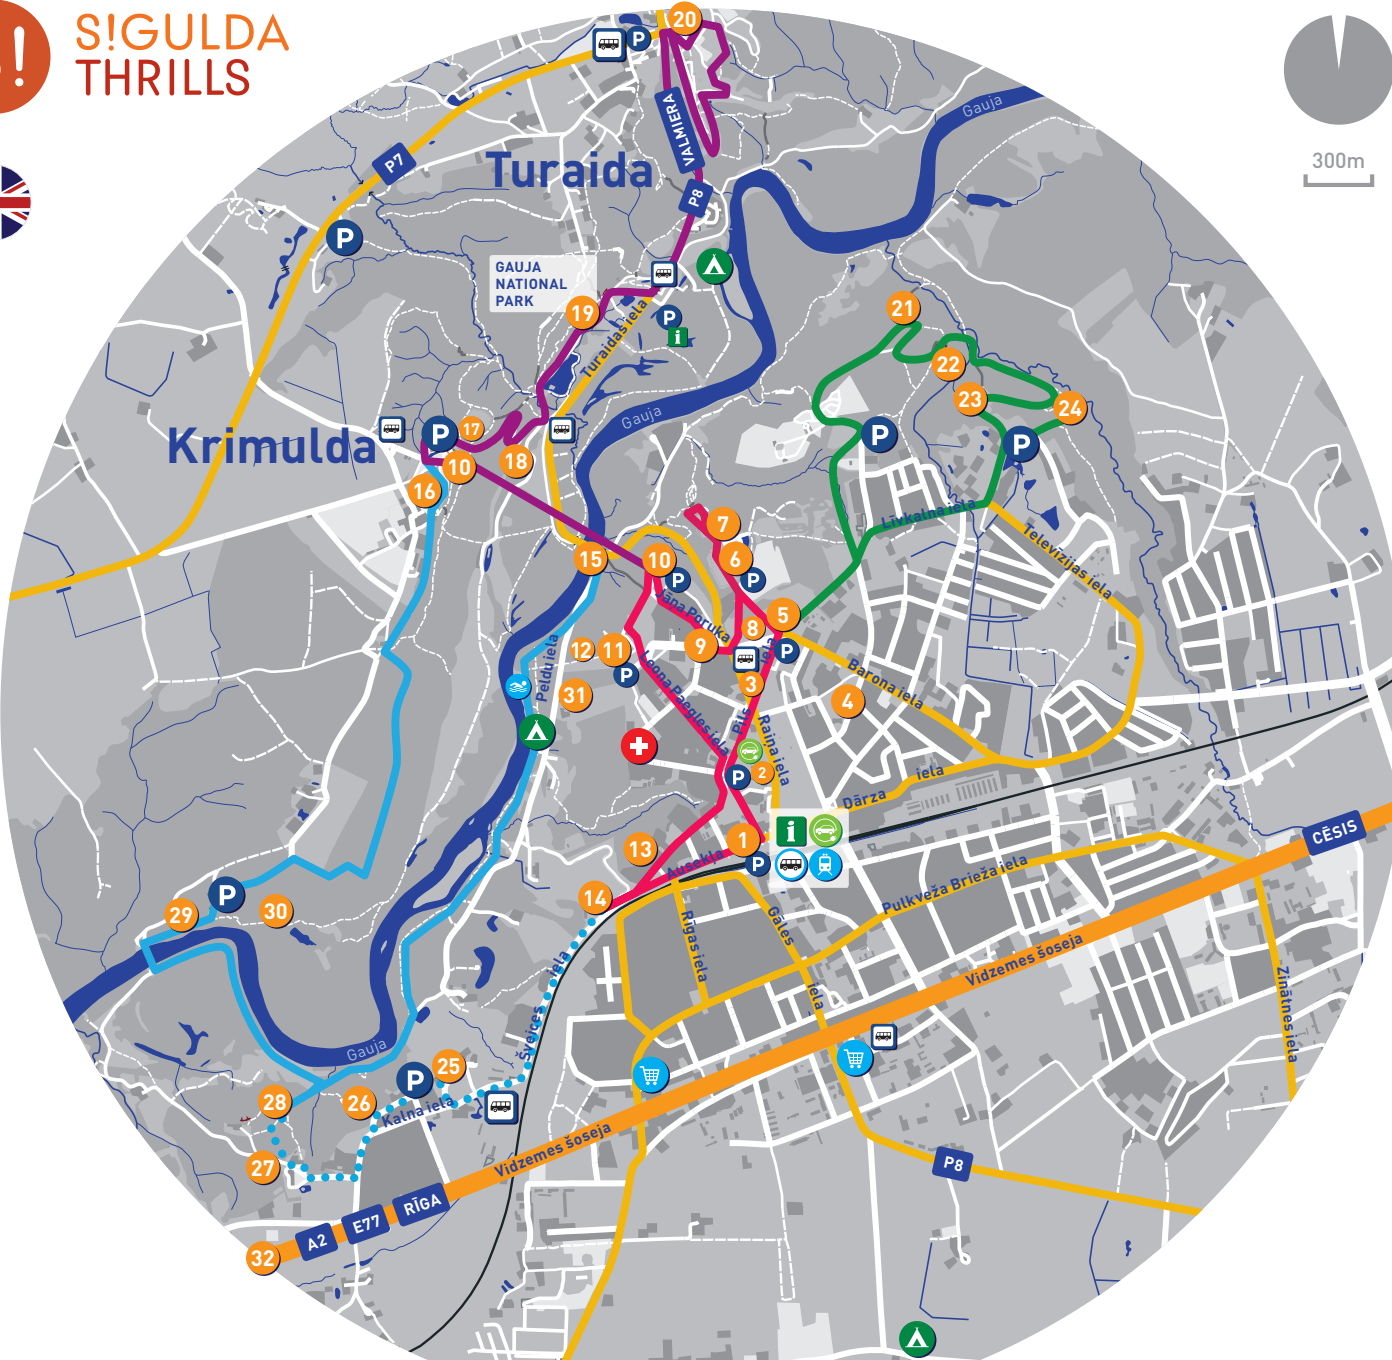 S!GULDA
THRILLS
!
300m
20
P
VALMIERA
Gauja
P7
Turaida
P8
P
GAUJA
NATIONAL
PARK
19
P
i
Turaidas iela
21
22
23
24
Gauja
Krimulda
P
17
10
18
16
P
P
7
Līvkalna iela
Televīzijas iela
15
10
6
P
P
Jāna Poruka
5
8
iela
9
P
12
11
P
Peldu iela
Leona Paegles iela
3
4
Barona iela
31
Pils
Raiņa iela
P
2
Dārza
iela
1
i
P
13
Ausekļa
14
CĒSIS
Pulkveža Brieža iela
P
29
30
Rīgas iela
Gāles
iela
Vidzemes šoseja
Zinātnes iela
Šveices
iela
Gauja
25
P
28
26
Kalna iela
27
Vidzemes šoseja
P8
RĪGA
E77
A2
32